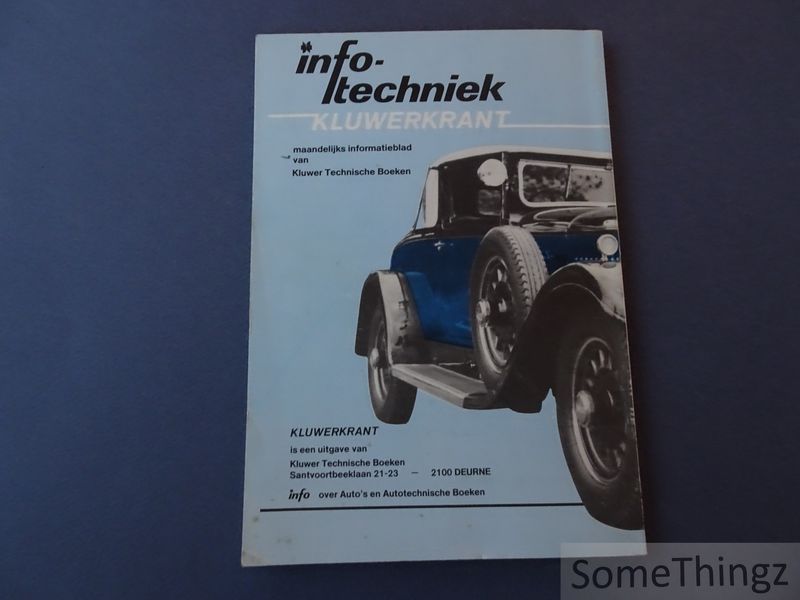 info-
techniek
KLUWERKRANT
maandelijks informatieblad
van
Kluwer Technische Boeken
KLUWERKRANT
is een uitgave van
Kluwer Technische Boeken
Santvoortbeeklaan 21-23 — 2100 DEURNE
info over Auto's en Autotechnische Boeken
SomeThingz